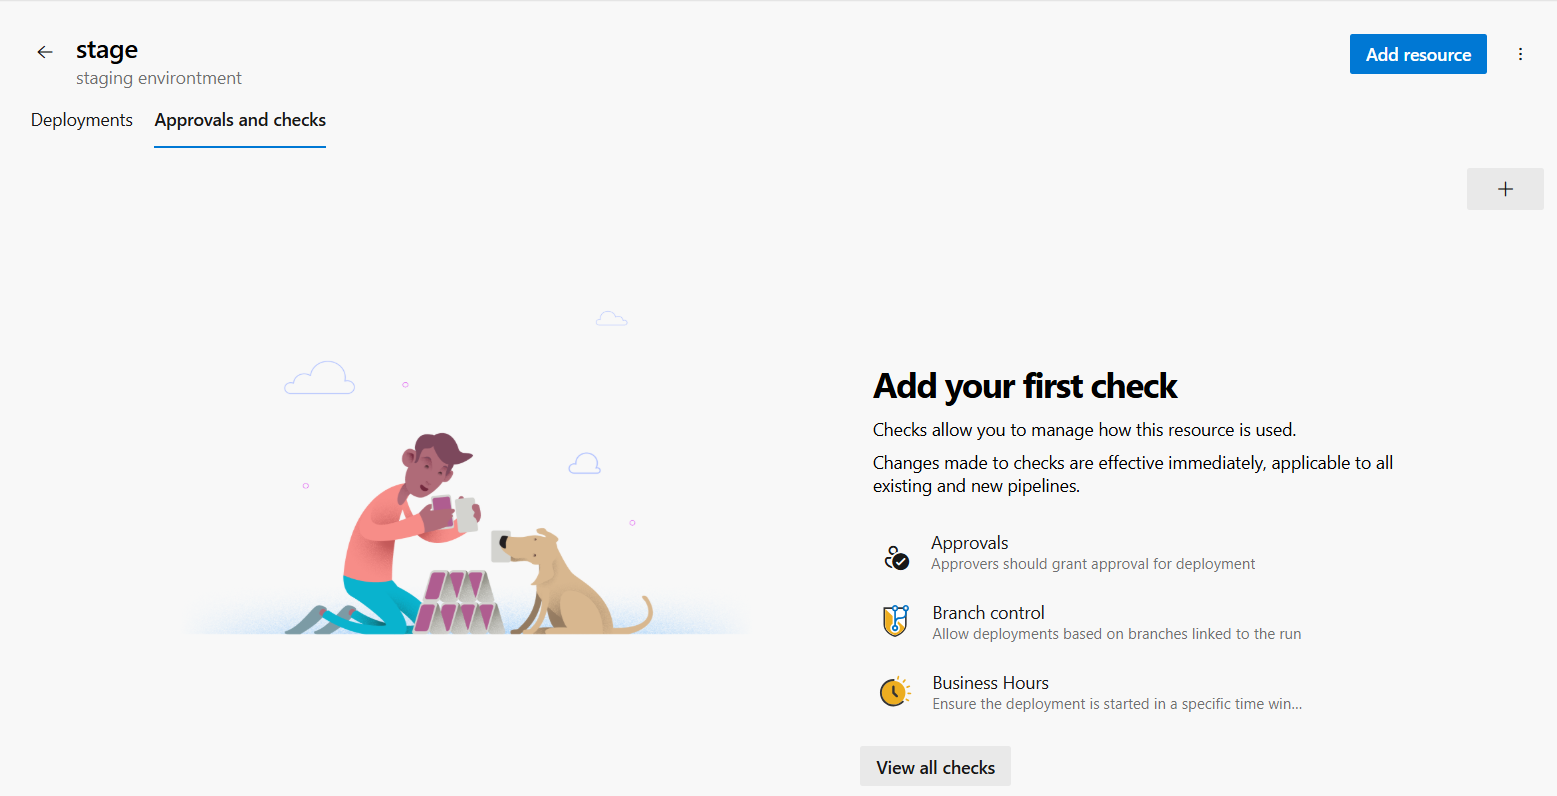 stage
staging environtment
Add resource
Deployments
Approvals and checks
Add your first check
Checks allow you to manage how this resource is used.
Changes made to checks are effective immediately, applicable to all
existing and new pipelines.
Approvals
Approvers should grant approval for deployment
Branch control
Allow deployments based on branches linked to the run
Business Hours
Ensure the deployment is started in a specific time win...
View all checks